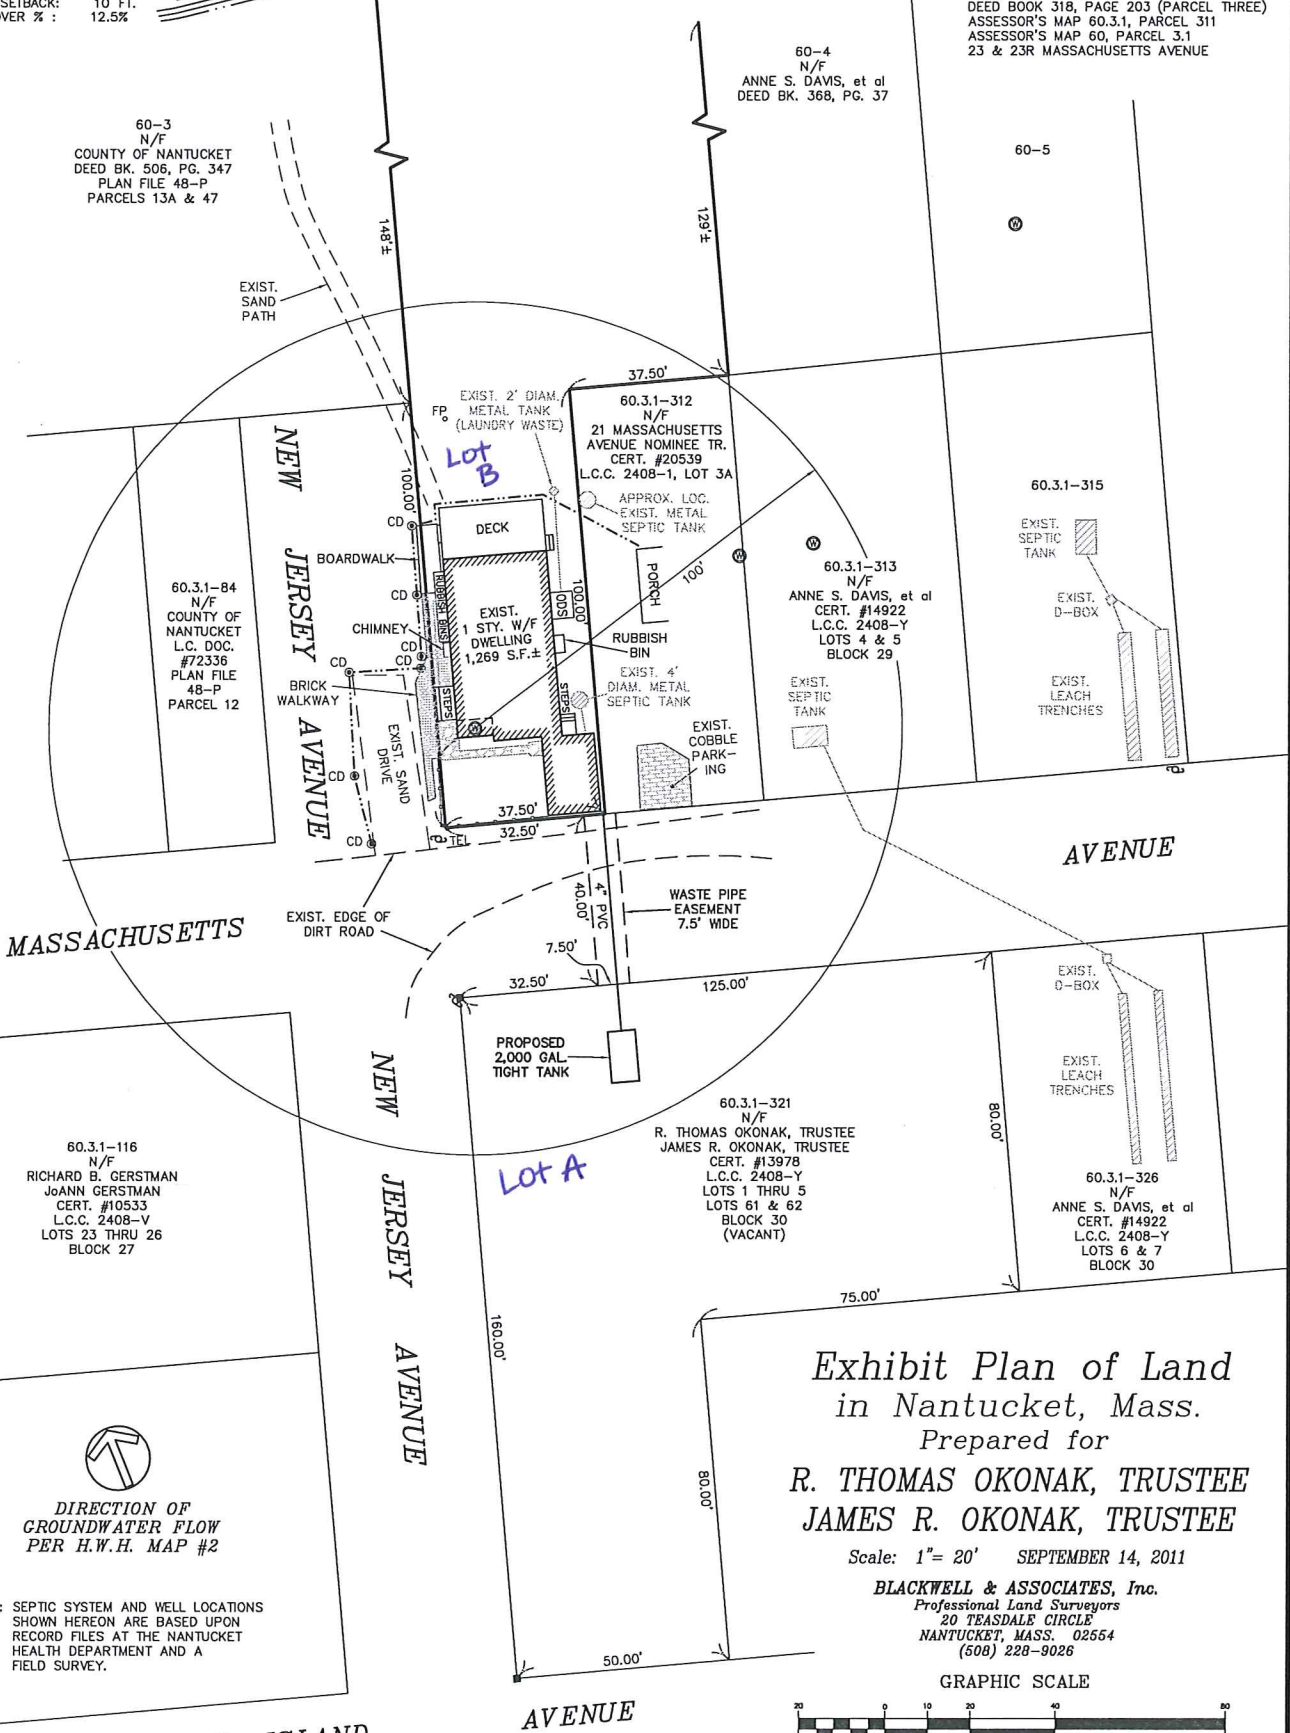 SETBACK: 10 FT.
OVER % : 12.5%
DEED BOOK 318, PAGE 203 (PARCEL THREE)
ASSESSOR'S MAP 60.3.1, PARCEL 311
ASSESSOR'S MAP 60, PARCEL 3.1
23 & 23R MASSACHUSETTS AVENUE
60-4
N/F
ANNE S. DAVIS, et al
DEED BK. 368, PG. 37
60-3
N/F
COUNTY OF NANTUCKET
DEED BK. 506, PG. 347
PLAN FILE 48-P
PARCELS 13A & 47
60-5
W
148'±
129'±
EXIST.
SAND
PATH
37.50'
EXIST. 2' DIAM.
METAL TANK
(LAUNDRY WASTE)
FP
Lot
B
60.3.1-312
N/F
21 MASSACHUSETTS
AVENUE NOMINEE TR.
CERT. #20539
L.C.C. 2408-1, LOT 3A
100.00'
APPROX. LOC.
EXIST. METAL
SEPTIC TANK
60.3.1-315
EXIST.
SEPTIC
TANK
EXIST.
D-BOX
EXIST.
LEACH
TRENCHES
NEW JERSEY AVENUE
CD
DECK
BOARDWALK
W
W
60.3.1-84
N/F
COUNTY OF
NANTUCKET
L.C. DOC.
#72336
PLAN FILE
48-P
PARCEL 12
CD
RUBBISH BINS
EXIST.
1 STY. W/F
DWELLING
1,269 S.F.±
ODS
100.00'
PORCH
100'
60.3.1-313
N/F
ANNE S. DAVIS, et al
CERT. #14922
L.C.C. 2408-Y
LOTS 4 & 5
BLOCK 29
CHIMNEY
RUBBISH
BIN
CD
CD
CD
BRICK
WALKWAY
STEPS
STEPS
EXIST. 4'
DIAM. METAL
SEPTIC TANK
EXIST.
SEPTIC
TANK
W
EXIST. SAND
DRIVE
EXIST.
COBBLE
PARK-
ING
CD
37.50'
32.50'
CD
TEL
AVENUE
MASSACHUSETTS
EXIST. EDGE OF
DIRT ROAD
4" PVC
40.00'
WASTE PIPE
EASEMENT
7.5' WIDE
7.50'
32.50'
125.00'
EXIST.
D-BOX
PROPOSED
2,000 GAL.
TIGHT TANK
EXIST.
LEACH
TRENCHES
NEW JERSEY AVENUE
60.3.1-321
N/F
R. THOMAS OKONAK, TRUSTEE
JAMES R. OKONAK, TRUSTEE
CERT. #13978
L.C.C. 2408-Y
LOTS 1 THRU 5
LOTS 61 & 62
BLOCK 30
(VACANT)
80.00'
60.3.1-116
N/F
RICHARD B. GERSTMAN
JoANN GERSTMAN
CERT. #10533
L.C.C. 2408-V
LOTS 23 THRU 26
BLOCK 27
Lot A
60.3.1-326
N/F
ANNE S. DAVIS, et al
CERT. #14922
L.C.C. 2408-Y
LOTS 6 & 7
BLOCK 30
75.00'
160.00'
80.00'
50.00'
DIRECTION OF
GROUNDWATER FLOW
PER H.W.H. MAP #2
: SEPTIC SYSTEM AND WELL LOCATIONS
SHOWN HEREON ARE BASED UPON
RECORD FILES AT THE NANTUCKET
HEALTH DEPARTMENT AND A
FIELD SURVEY.
Exhibit Plan of Land
in Nantucket, Mass.
Prepared for
R. THOMAS OKONAK, TRUSTEE
JAMES R. OKONAK, TRUSTEE
Scale: 1"= 20' SEPTEMBER 14, 2011
BLACKWELL & ASSOCIATES, Inc.
Professional Land Surveyors
20 TEASDALE CIRCLE
NANTUCKET, MASS. 02554
(508) 228-9026
GRAPHIC SCALE
20 0 10 20 40 80
AVENUE